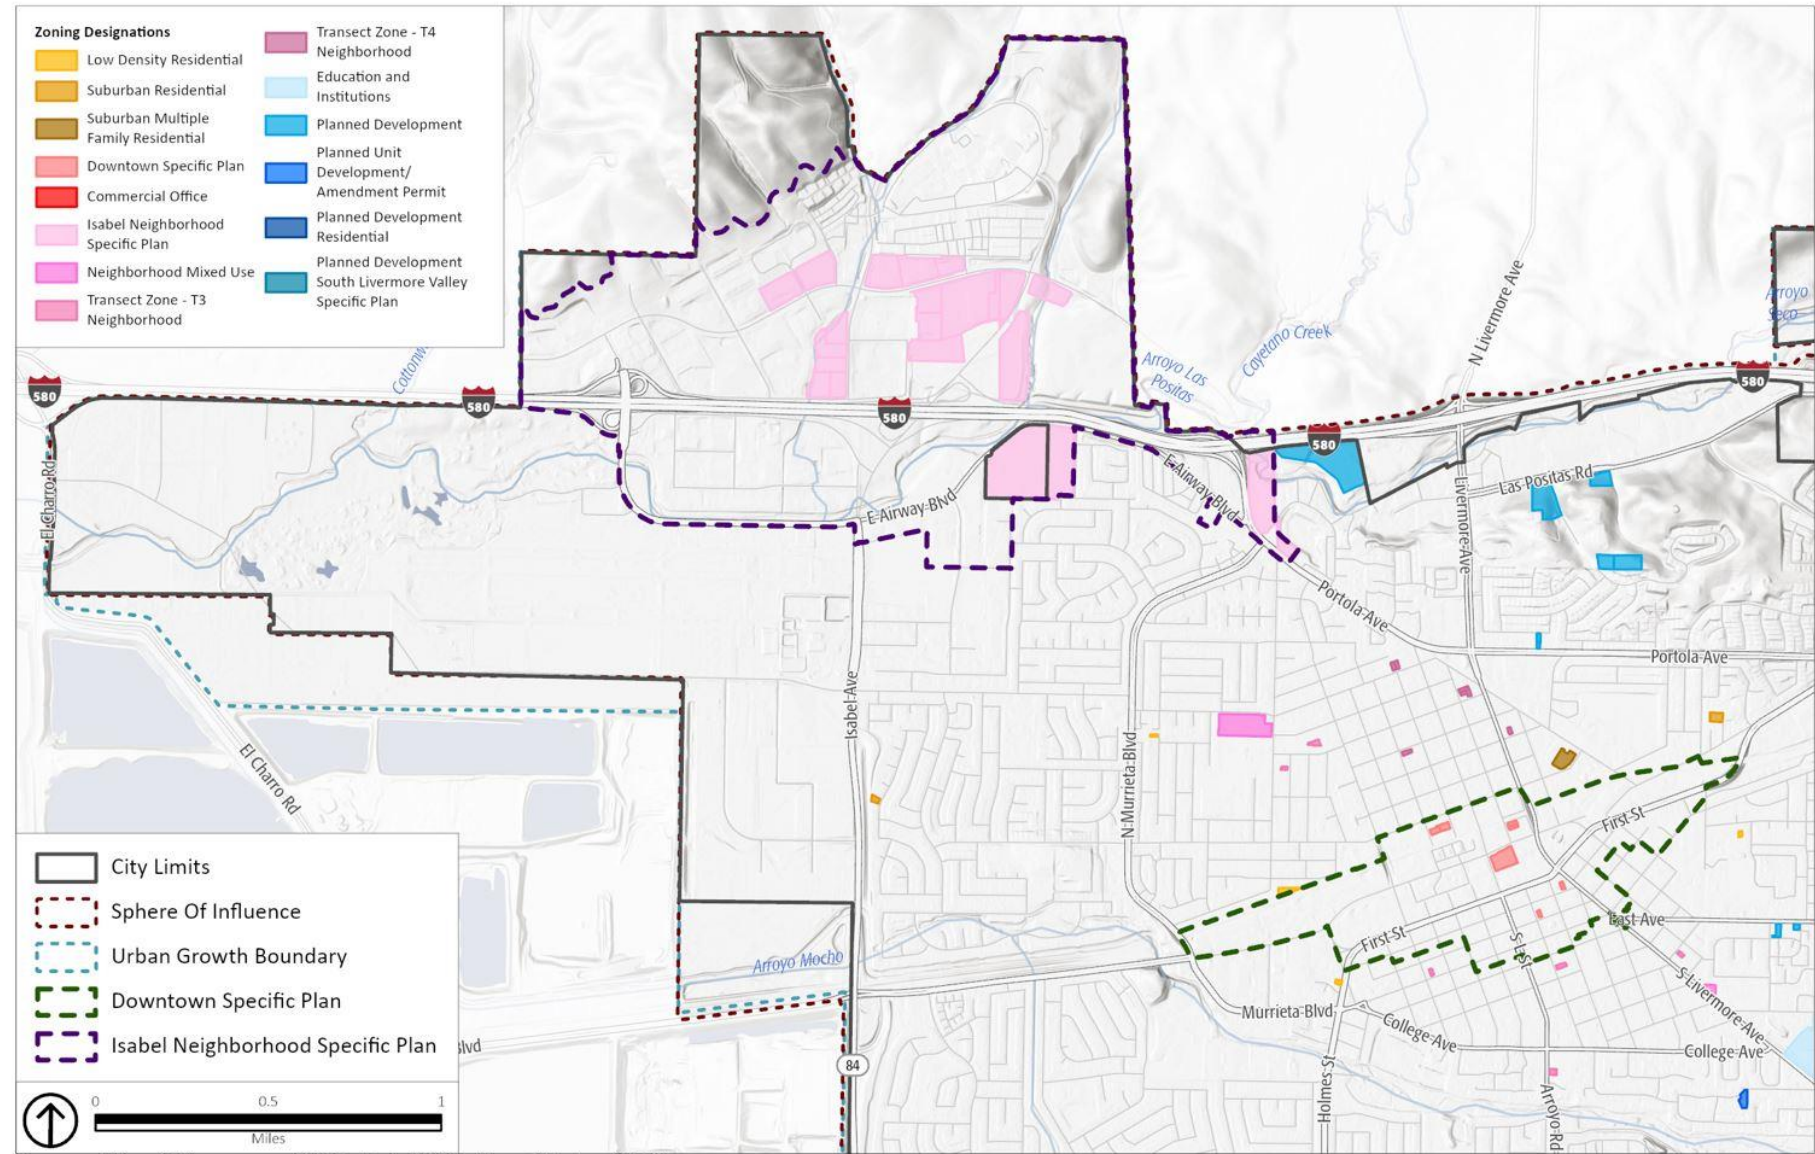 Zoning Designations
Low Density Residential
Suburban Residential
Suburban Multiple
Family Residential
Downtown Specific Plan
Commercial Office
Isabel Neighborhood
Specific Plan
Neighborhood Mixed Use
Transect Zone - T3
Neighborhood
Transect Zone - T4
Neighborhood
Education and
Institutions
Planned Development
Planned Unit
Development/
Amendment Permit
Planned Development
Residential
Planned Development
South Livermore Valley
Specific Plan
580
580
580
580
580
N Livermore Ave
Arroyo
Seco
Cayetano Creek
Arroyo Las
Positas
El Charro Rd
E Airway Blvd
E Airway Blvd
Las Positas Rd
Livermore Ave
Portola Ave
Portola Ave
Isabel Ave
N Murrieta Blvd
El Charro Rd
First St
First St
East Ave
S L St
S Livermore Ave
Arroyo Mocho
Murrieta Blvd
College Ave
College Ave
Holmes St
Arroyo Rd
84
City Limits
Sphere Of Influence
Urban Growth Boundary
Downtown Specific Plan
Isabel Neighborhood Specific Plan
0 0.5 1
Miles